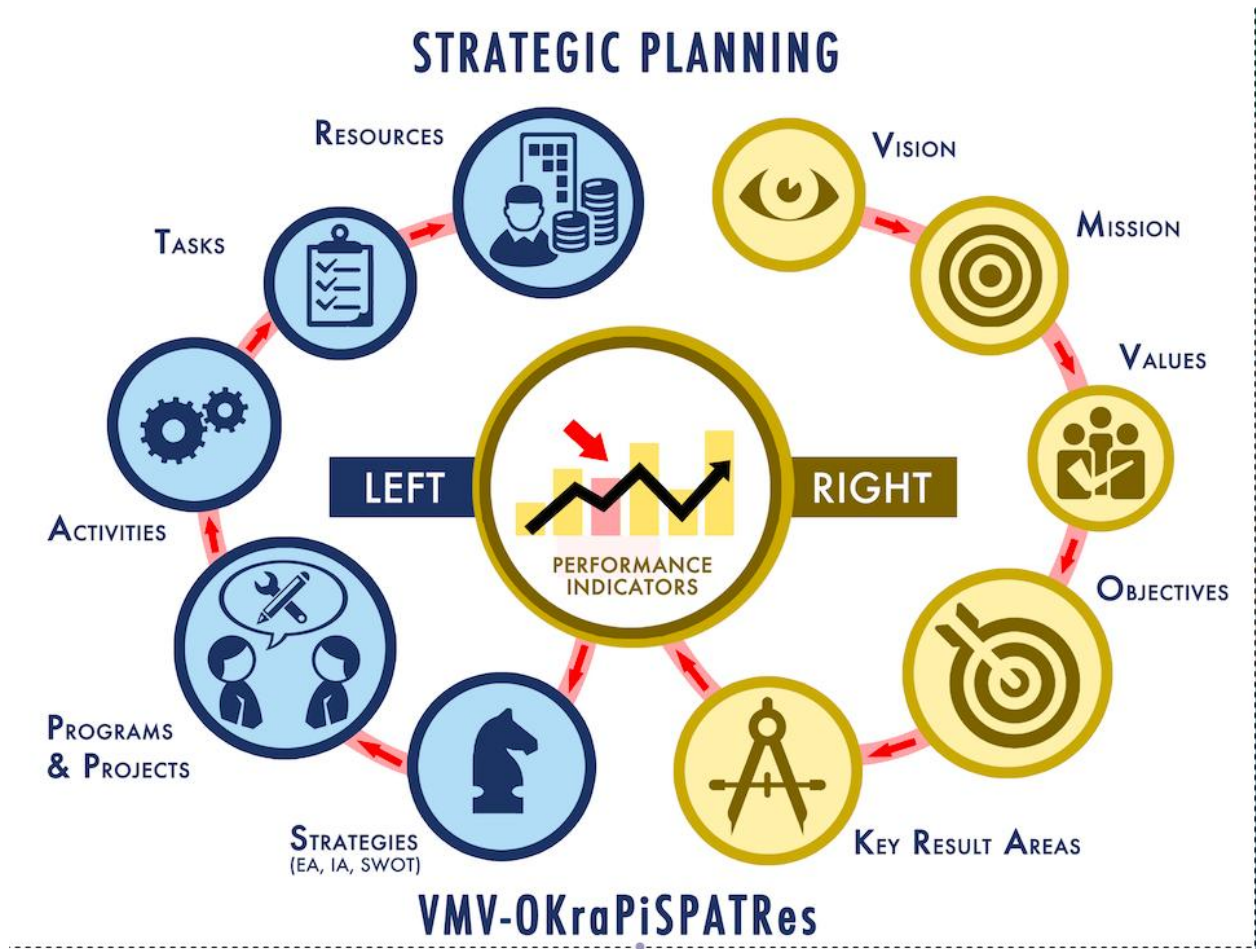 STRATEGIC PLANNING
RESOURCES
VISION
TASKS
MISSION
VALUES
LEFT
RIGHT
PERFORMANCE
INDICATORS
ACTIVITIES
OBJECTIVES
PROGRAMS
& PROJECTS
STRATEGIES
(EA, IA, SWOT)
KEY RESULT AREAS
VMV-OKraPiSPATRes